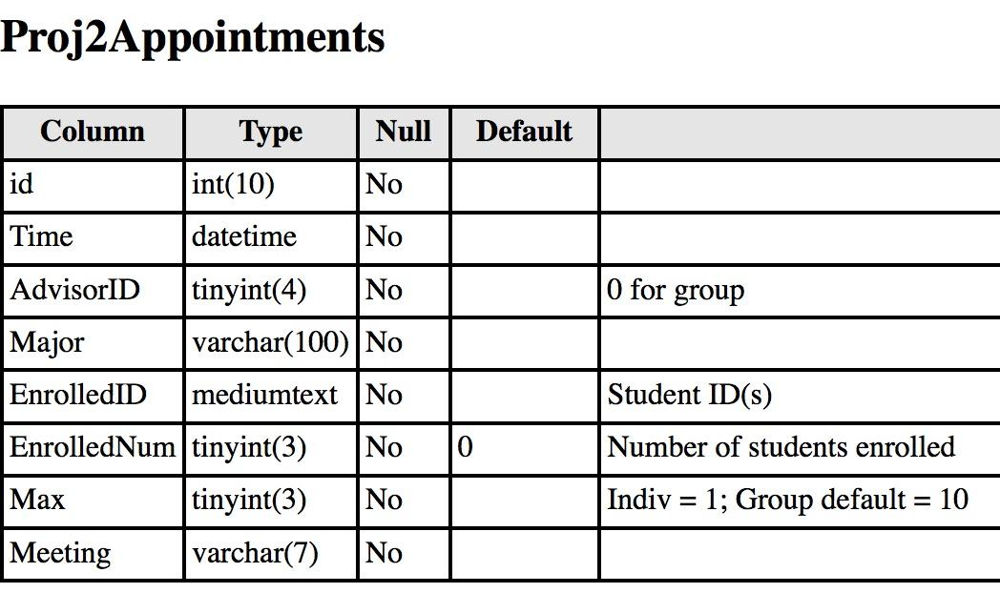 Proj2Appointments
Column Type Null Default
id int(10) No
Time datetime No
AdvisorID tinyint(4) No 0 for group
Major varchar(100) No
EnrolledID mediumtext No Student ID(s)
EnrolledNum tinyint(3) No 0 Number of students enrolled
Max tinyint(3) No Indiv = 1; Group default = 10
Meeting varchar(7) No